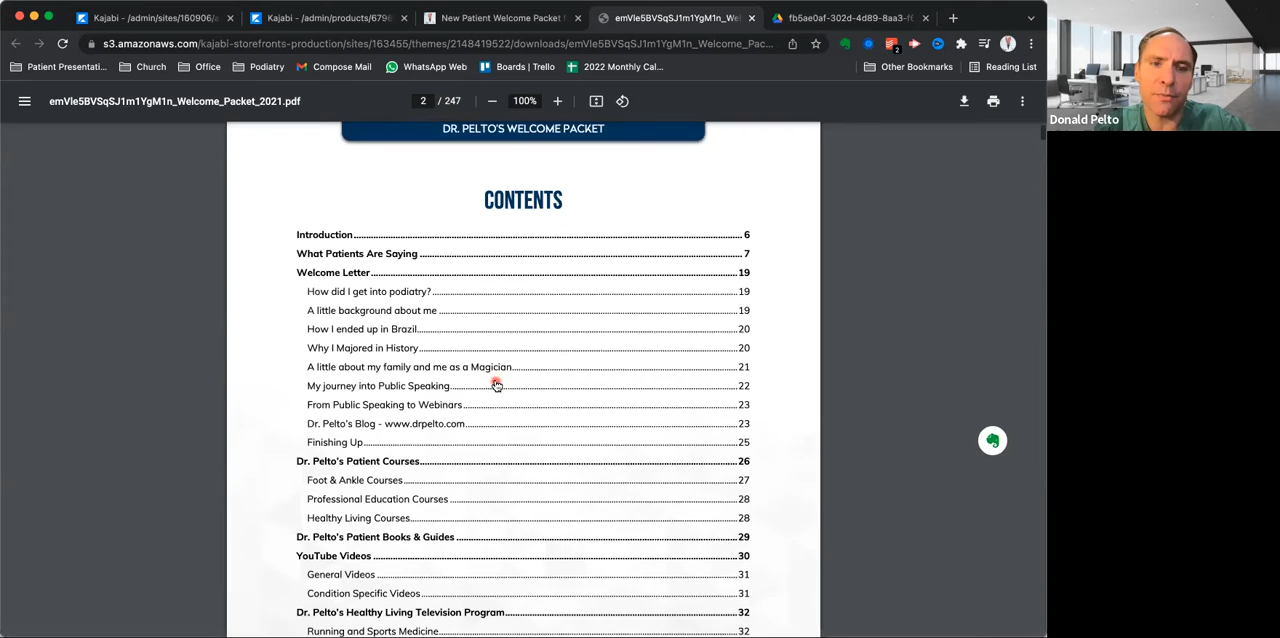 Kajabi - /admin/sites/160906/a
Kajabi - /admin/products/6796
New Patient Welcome Packet f
emVle5BVSqSJ1m1YgM1n_Wel
fb5ae0af-302d-4d89-8aa3-f6
s3.amazonaws.com/kajabi-storefronts-production/sites/163455/themes/2148419522/downloads/emVle5BVSqSJ1m1YgM1n_Welcome_Pac...
2
Patient Presentati...
Church
Office
Podiatry
Compose Mail
WhatsApp Web
Boards | Trello
2022 Monthly Cal...
Other Bookmarks
Reading List
emVle5BVSqSJ1m1YgM1n_Welcome_Packet_2021.pdf
2 / 247
100%
Donald Pelto
DR. PELTO'S WELCOME PACKET
CONTENTS
Introduction 6
What Patients Are Saying 7
Welcome Letter 19
How did I get into podiatry? 19
A little background about me 19
How I ended up in Brazil 20
Why I Majored in History 20
A little about my family and me as a Magician 21
My journey into Public Speaking 22
From Public Speaking to Webinars 23
Dr. Pelto's Blog - www.drpelto.com 23
Finishing Up 25
Dr. Pelto's Patient Courses 26
Foot & Ankle Courses 27
Professional Education Courses 28
Healthy Living Courses 28
Dr. Pelto's Patient Books & Guides 29
YouTube Videos 30
General Videos 31
Condition Specific Videos 31
Dr. Pelto's Healthy Living Television Program 32
Running and Sports Medicine 32